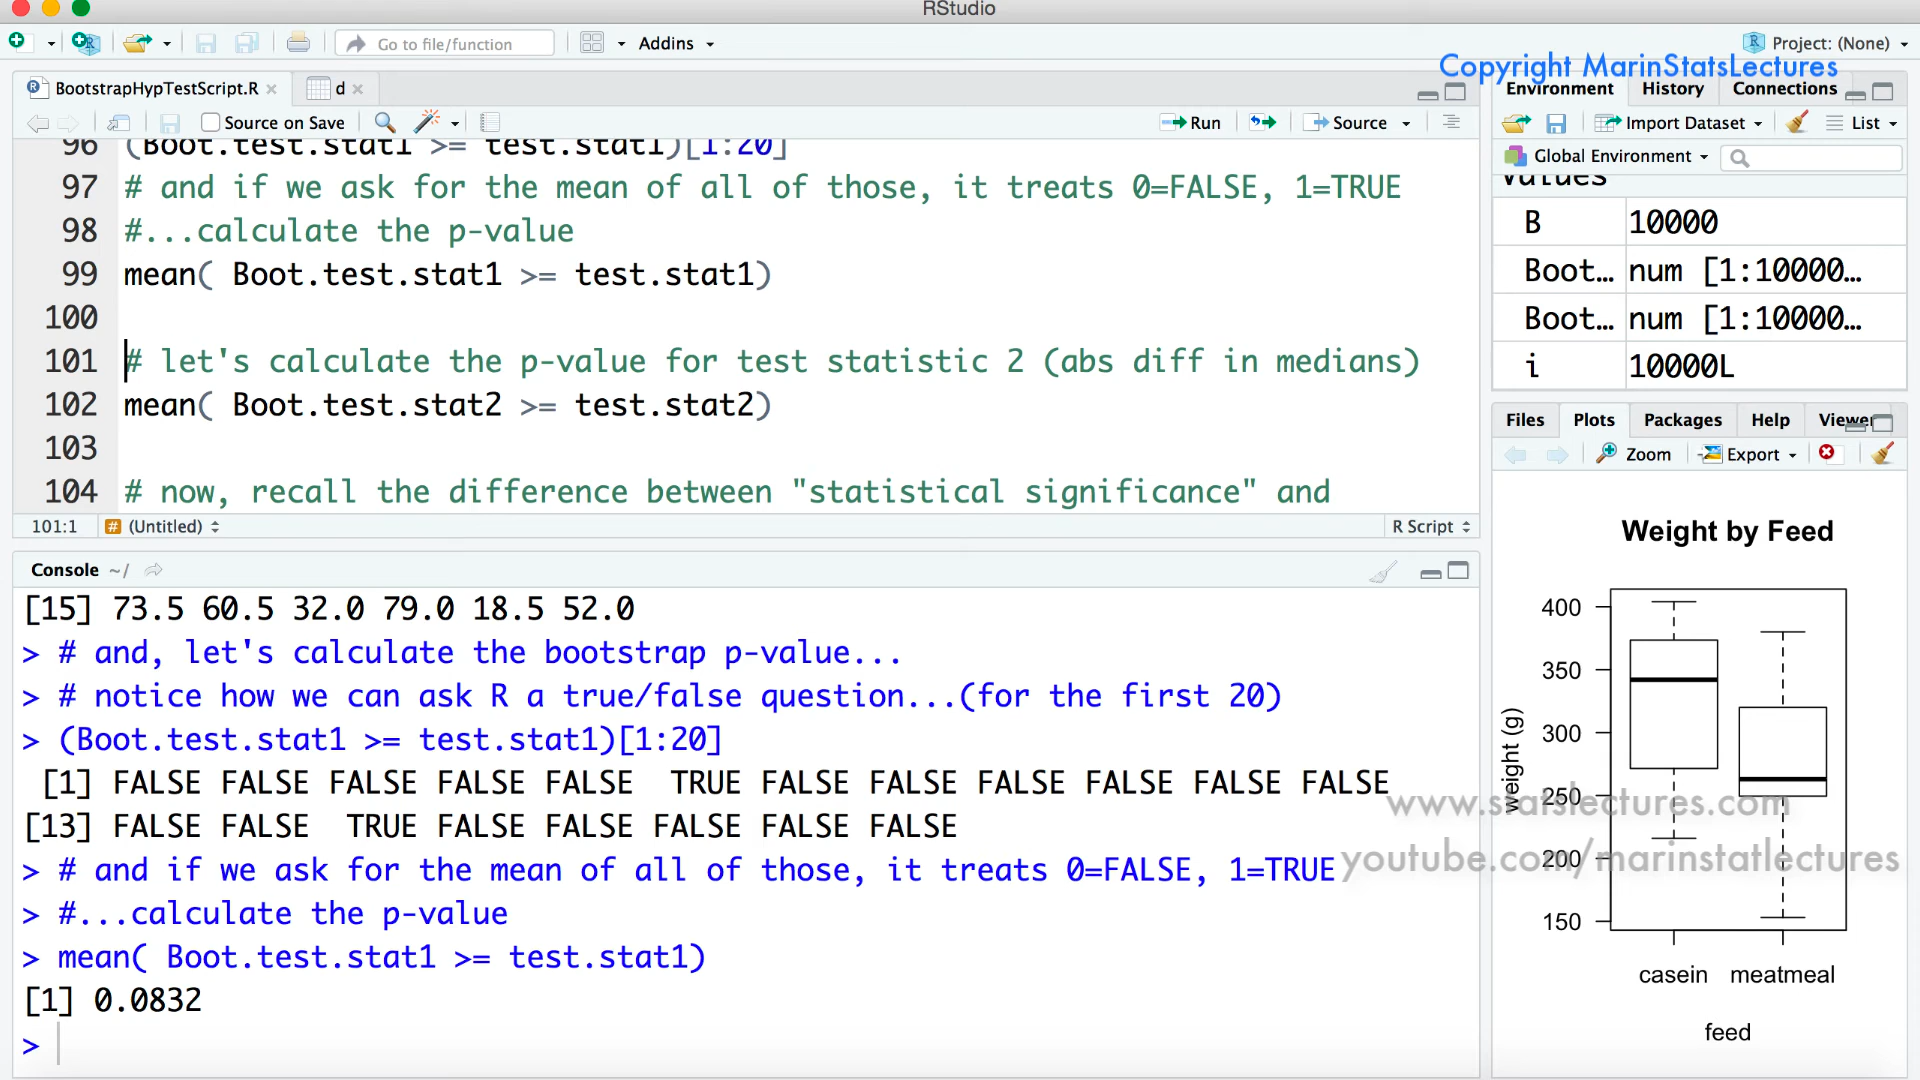 RStudio
Go to file/function
Addins
Project: (None)
Copyright MarinStatsLectures
BootstrapHypTestScript.R
d
Source on Save
Run
Source
96 (Boot.test.stat1 >= test.stat1)[1:20]
97 # and if we ask for the mean of all of those, it treats 0=FALSE, 1=TRUE
98 #...calculate the p-value
99 mean( Boot.test.stat1 >= test.stat1)
100
101 # let's calculate the p-value for test statistic 2 (abs diff in medians)
102 mean( Boot.test.stat2 >= test.stat2)
103
104 # now, recall the difference between "statistical significance" and
101:1
(Untitled)
R Script
Console ~/
[15] 73.5 60.5 32.0 79.0 18.5 52.0
> # and, let's calculate the bootstrap p-value...
> # notice how we can ask R a true/false question...(for the first 20)
> (Boot.test.stat1 >= test.stat1)[1:20]
[1] FALSE FALSE FALSE FALSE FALSE TRUE FALSE FALSE FALSE FALSE FALSE FALSE
[13] FALSE FALSE TRUE FALSE FALSE FALSE FALSE FALSE
> # and if we ask for the mean of all of those, it treats 0=FALSE, 1=TRUE
> #...calculate the p-value
> mean( Boot.test.stat1 >= test.stat1)
[1] 0.0832
>
Environment History Connections
Import Dataset
List
Global Environment
Values
B 10000
Boot… num [1:10000…
Boot… num [1:10000…
i 10000L
Files Plots Packages Help Viewer
Zoom
Export
Weight by Feed
400
350
300
250
200
150
weight (g)
casein meatmeal
feed
www.statslectures.com
youtube.com/marinstatlectures